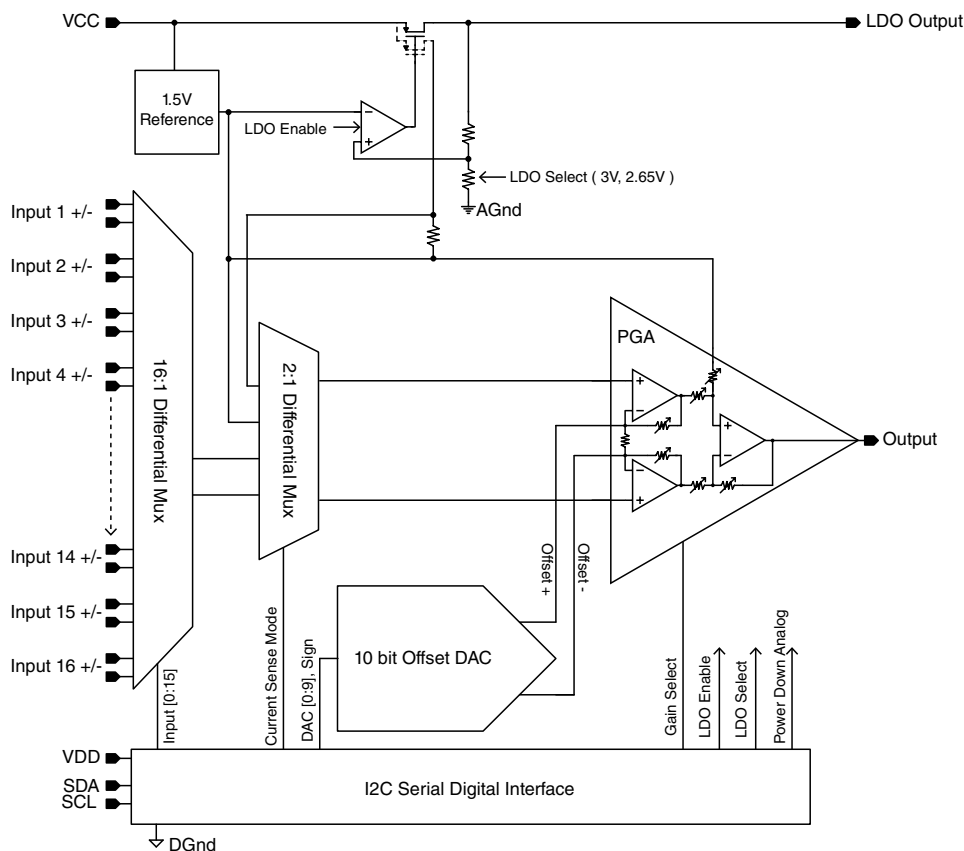 VCC
LDO Output
1.5V
Reference
LDO Enable
−
+
LDO Select ( 3V, 2.65V )
AGnd
Input 1 +/-
Input 2 +/-
Input 3 +/-
Input 4 +/-
Input 14 +/-
Input 15 +/-
Input 16 +/-
16:1 Differential Mux
2:1 Differential Mux
PGA
+
−
−
+
+
−
Output
Offset +
Offset -
10 bit Offset DAC
Input [0:15]
Current Sense Mode
DAC [0:9], Sign
Gain Select
LDO Enable
LDO Select
Power Down Analog
VDD
SDA
SCL
I2C Serial Digital Interface
DGnd